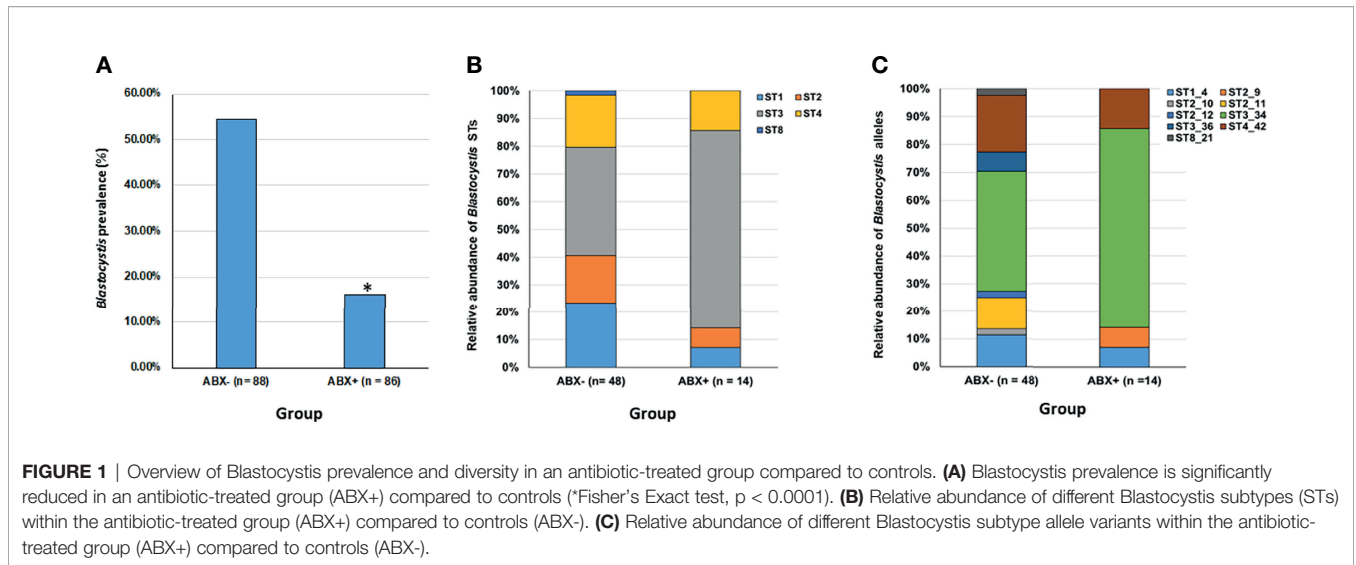 A
Blastocystis prevalence (%)
60.00%
50.00%
40.00%
30.00%
20.00%
10.00%
0.00%
*
ABX- (n= 88)
ABX+ (n = 86)
Group
B
Relative abundance of Blastocystis STs
100%
90%
80%
70%
60%
50%
40%
30%
20%
10%
0%
ABX- (n= 48)
ABX+ (n = 14)
Group
ST1
ST2
ST3
ST4
ST8
C
Relative abundance of Blastocystis alleles
100%
90%
80%
70%
60%
50%
40%
30%
20%
10%
0%
ABX- (n = 48)
ABX+ (n =14)
Group
ST1_4
ST2_9
ST2_10
ST2_11
ST2_12
ST3_34
ST3_36
ST4_42
ST8_21
FIGURE 1 | Overview of Blastocystis prevalence and diversity in an antibiotic-treated group compared to controls. (A) Blastocystis prevalence is significantly
reduced in an antibiotic-treated group (ABX+) compared to controls (*Fisher's Exact test, p < 0.0001). (B) Relative abundance of different Blastocystis subtypes (STs)
within the antibiotic-treated group (ABX+) compared to controls (ABX-). (C) Relative abundance of different Blastocystis subtype allele variants within the antibiotic-
treated group (ABX+) compared to controls (ABX-).